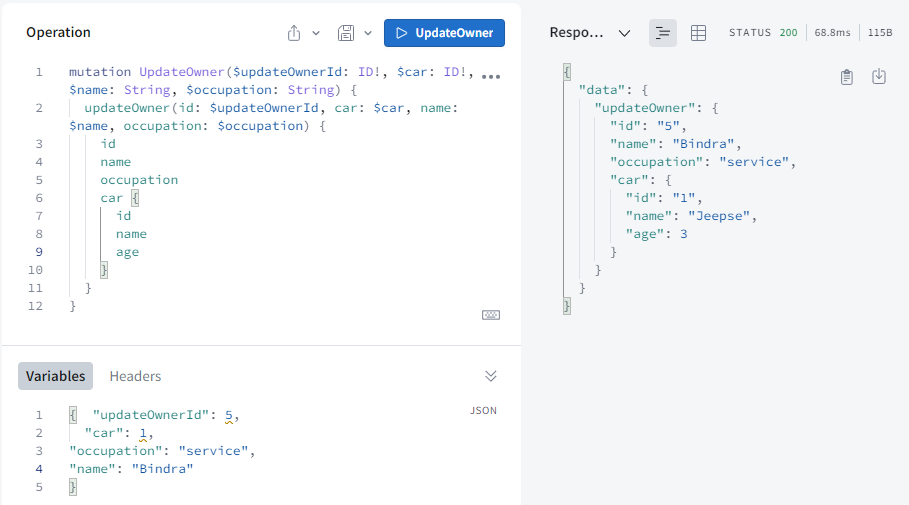 Operation
UpdateOwner
1 mutation UpdateOwner($updateOwnerId: ID!, $car: ID!,
$name: String, $occupation: String) {
2 updateOwner(id: $updateOwnerId, car: $car, name:
$name, occupation: $occupation) {
3 id
4 name
5 occupation
6 car {
7 id
8 name
9 age
10 }
11 }
12 }
Variables Headers
JSON
1 { "updateOwnerId": 5,
2 "car": 1,
3 "occupation": "service",
4 "name": "Bindra"
5 }
Respo... STATUS 200 68.8ms 115B
{
"data": {
"updateOwner": {
"id": "5",
"name": "Bindra",
"occupation": "service",
"car": {
"id": "1",
"name": "Jeepse",
"age": 3
}
}
}
}